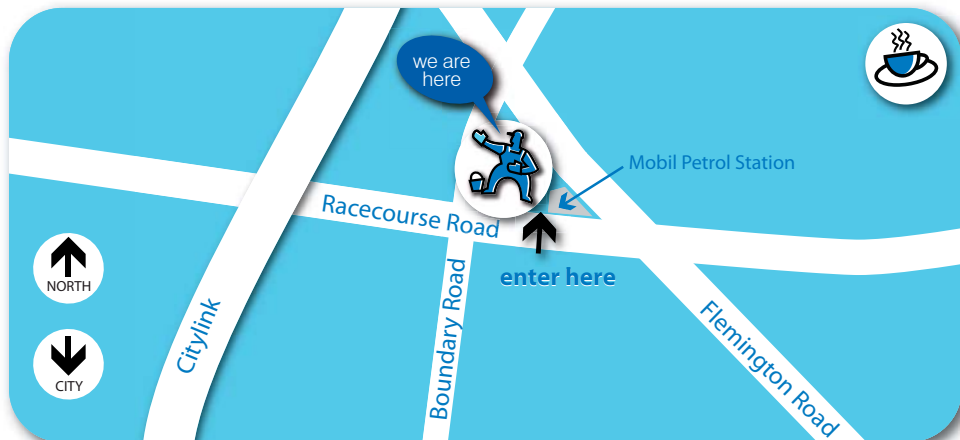 we are
here
Mobil Petrol Station
Racecourse Road
enter here
NORTH
CITY
Citylink
Boundary Road
Flemington Road